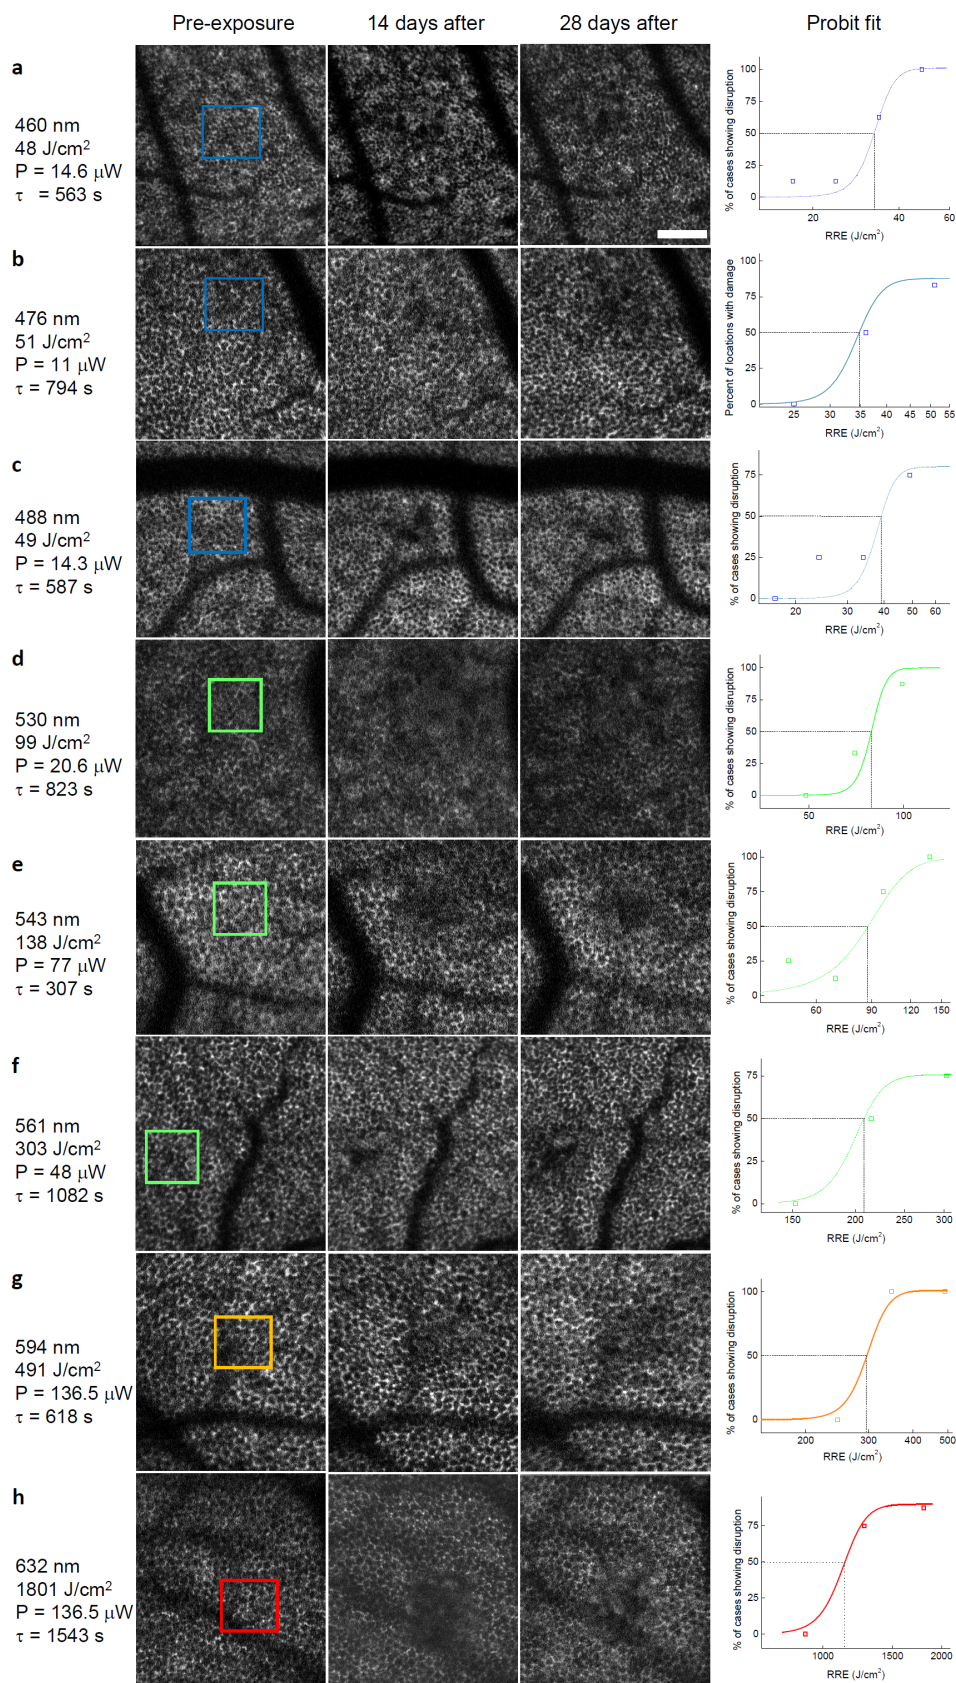 Pre-exposure 14 days after 28 days after Probit fit
a
460 nm
48 J/cm²
P = 14.6 µW
τ = 563 s
% of cases showing disruption
100
75
50
25
0
20 40 60
RRE (J/cm²)
b
476 nm
51 J/cm²
P = 11 µW
τ = 794 s
Percent of locations with damage
100
75
50
25
0
25 30 35 40 45 50 55
RRE (J/cm²)
c
488 nm
49 J/cm²
P = 14.3 µW
τ = 587 s
% of cases showing disruption
75
50
25
0
20 30 40 50 60
RRE (J/cm²)
d
530 nm
99 J/cm²
P = 20.6 µW
τ = 823 s
% of cases showing disruption
100
75
50
25
0
50 100
RRE (J/cm²)
e
543 nm
138 J/cm²
P = 77 µW
τ = 307 s
% of cases showing disruption
100
75
50
25
0
60 90 120 150
RRE (J/cm²)
f
561 nm
303 J/cm²
P = 48 µW
τ = 1082 s
% of cases showing disruption
75
50
25
0
150 200 250 300
RRE (J/cm²)
g
594 nm
491 J/cm²
P = 136.5 µW
τ = 618 s
% of cases showing disruption
100
75
50
25
0
200 300 400 500
RRE (J/cm²)
h
632 nm
1801 J/cm²
P = 136.5 µW
τ = 1543 s
% of cases showing disruption
75
50
25
0
1000 1500 2000
RRE (J/cm²)